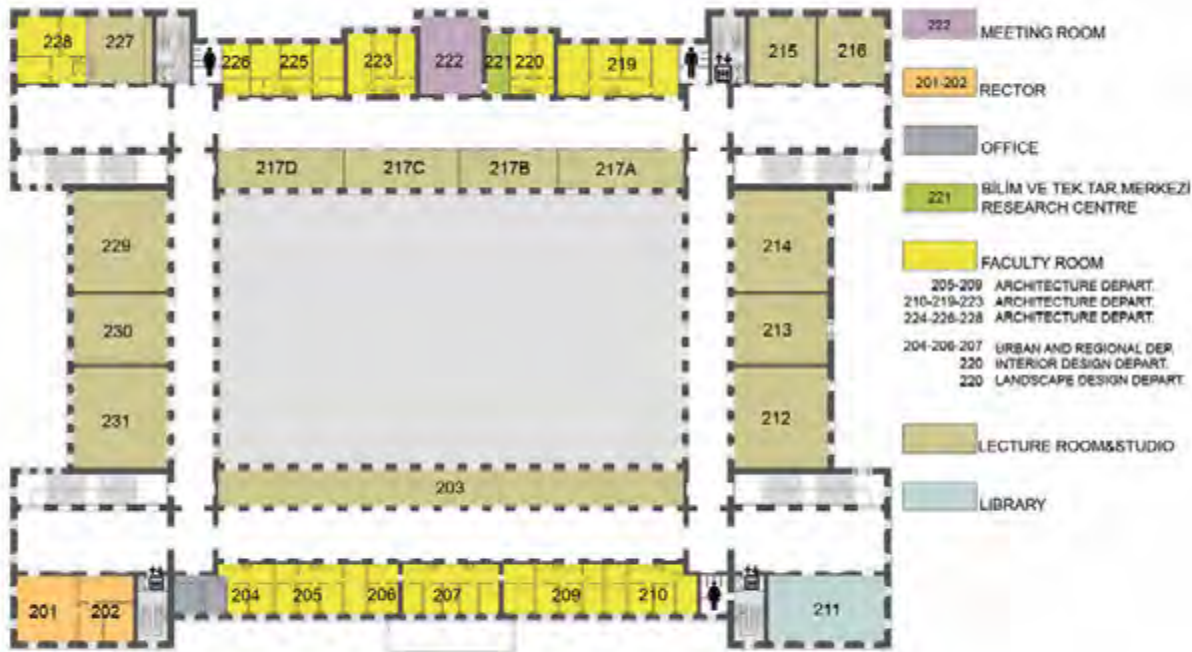 228 227 226 225 223 222 221 220 219 215 216
217D 217C 217B 217A
229 214
230 213
231 212
203
201 202 204 205 206 207 209 210 211
222 MEETING ROOM
201-202 RECTOR
OFFICE
221 BİLİM VE TEK.TAR.MERKEZİ
RESEARCH CENTRE
FACULTY ROOM
205-209 ARCHITECTURE DEPART.
210-219-223 ARCHITECTURE DEPART.
224-226-228 ARCHITECTURE DEPART.
204-206-207 URBAN AND REGIONAL DEP.
220 INTERIOR DESIGN DEPART.
220 LANDSCAPE DESIGN DEPART.
LECTURE ROOM&STUDIO
LIBRARY